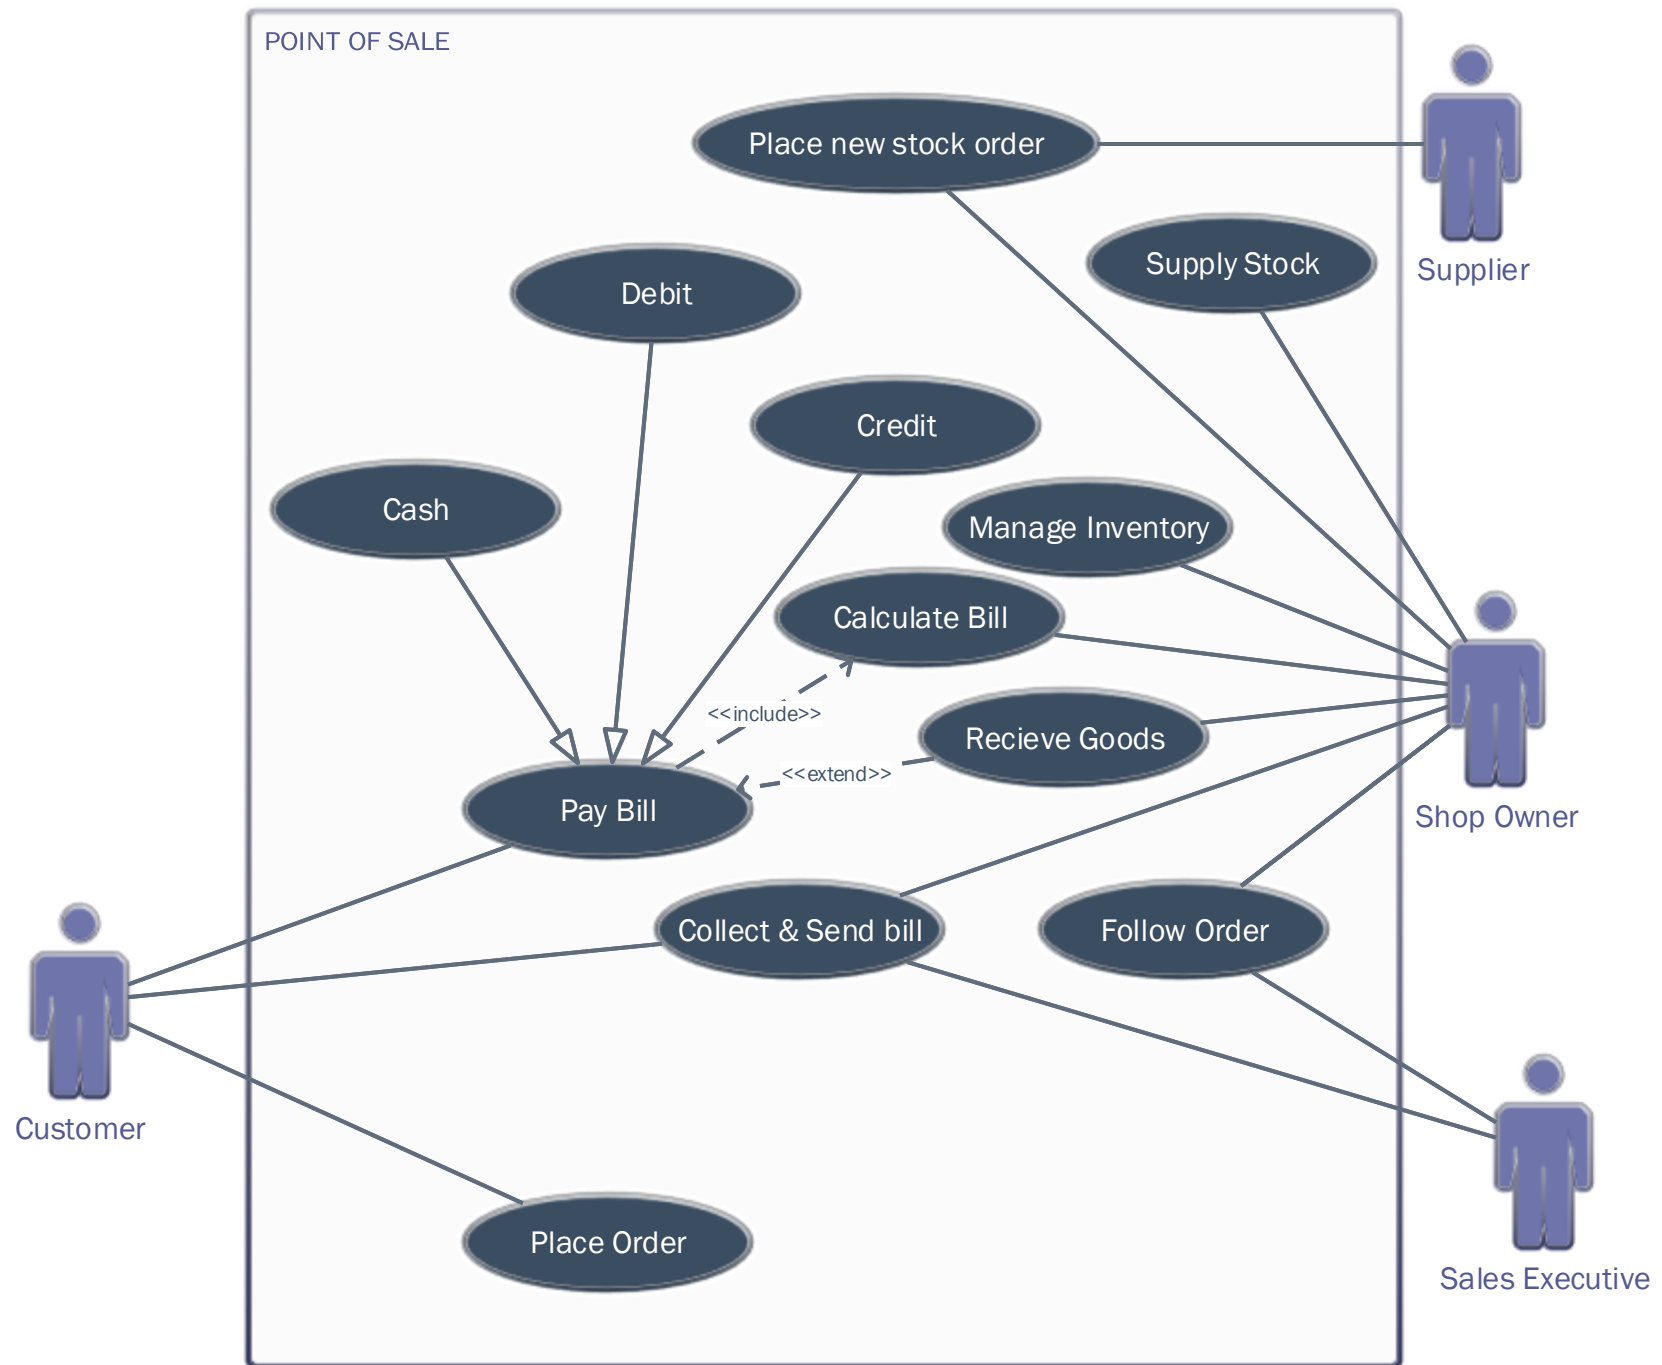 POINT OF SALE
Place new stock order
Supply Stock
Supplier
Debit
Credit
Cash
Manage Inventory
Calculate Bill
<<include>>
Recieve Goods
<<extend>>
Pay Bill
Shop Owner
Collect & Send bill
Follow Order
Customer
Place Order
Sales Executive